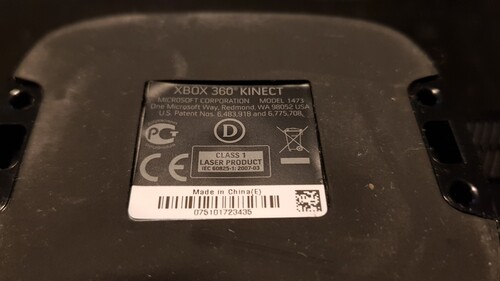 XBOX 360 KINECT
MICROSOFT CORPORATION MODEL 1473
One Microsoft Way, Redmond, WA 98052 USA
U.S. Patent Nos. 6,483,918 and 6,775,708,
PG
D
CE
CLASS 1
LASER PRODUCT
IEC 60825-1: 2007-03
Made in China(E)
075101723435